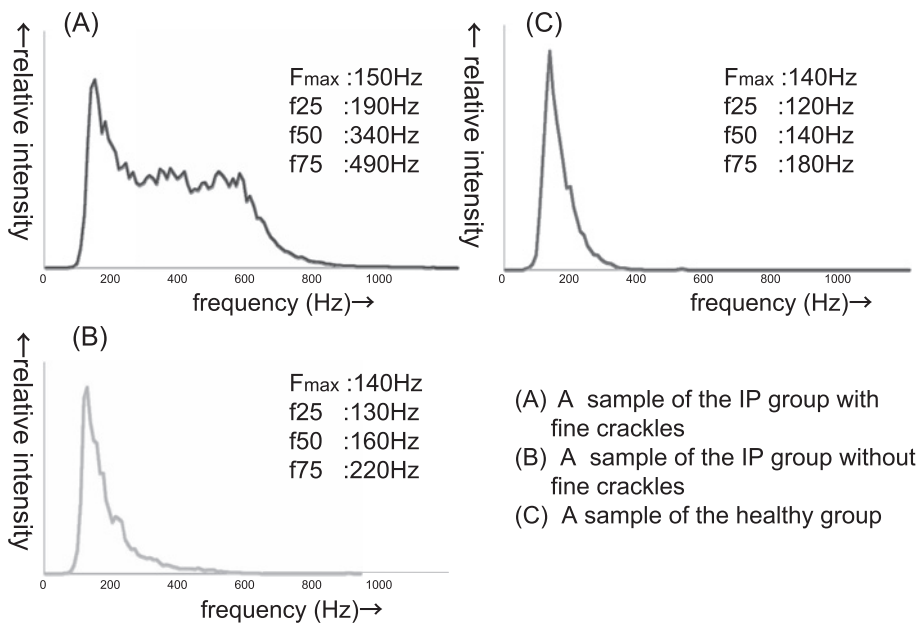 (A)
←relative intensity
Fmax :150Hz
f25 :190Hz
f50 :340Hz
f75 :490Hz
0 200 400 600 800 1000
frequency (Hz)→
(C)
←relative intensity
Fmax :140Hz
f25 :120Hz
f50 :140Hz
f75 :180Hz
0 200 400 600 800 1000
frequency (Hz)→
(B)
←relative intensity
Fmax :140Hz
f25 :130Hz
f50 :160Hz
f75 :220Hz
0 200 400 600 800 1000
frequency (Hz)→
(A) A sample of the IP group with
fine crackles
(B) A sample of the IP group without
fine crackles
(C) A sample of the healthy group